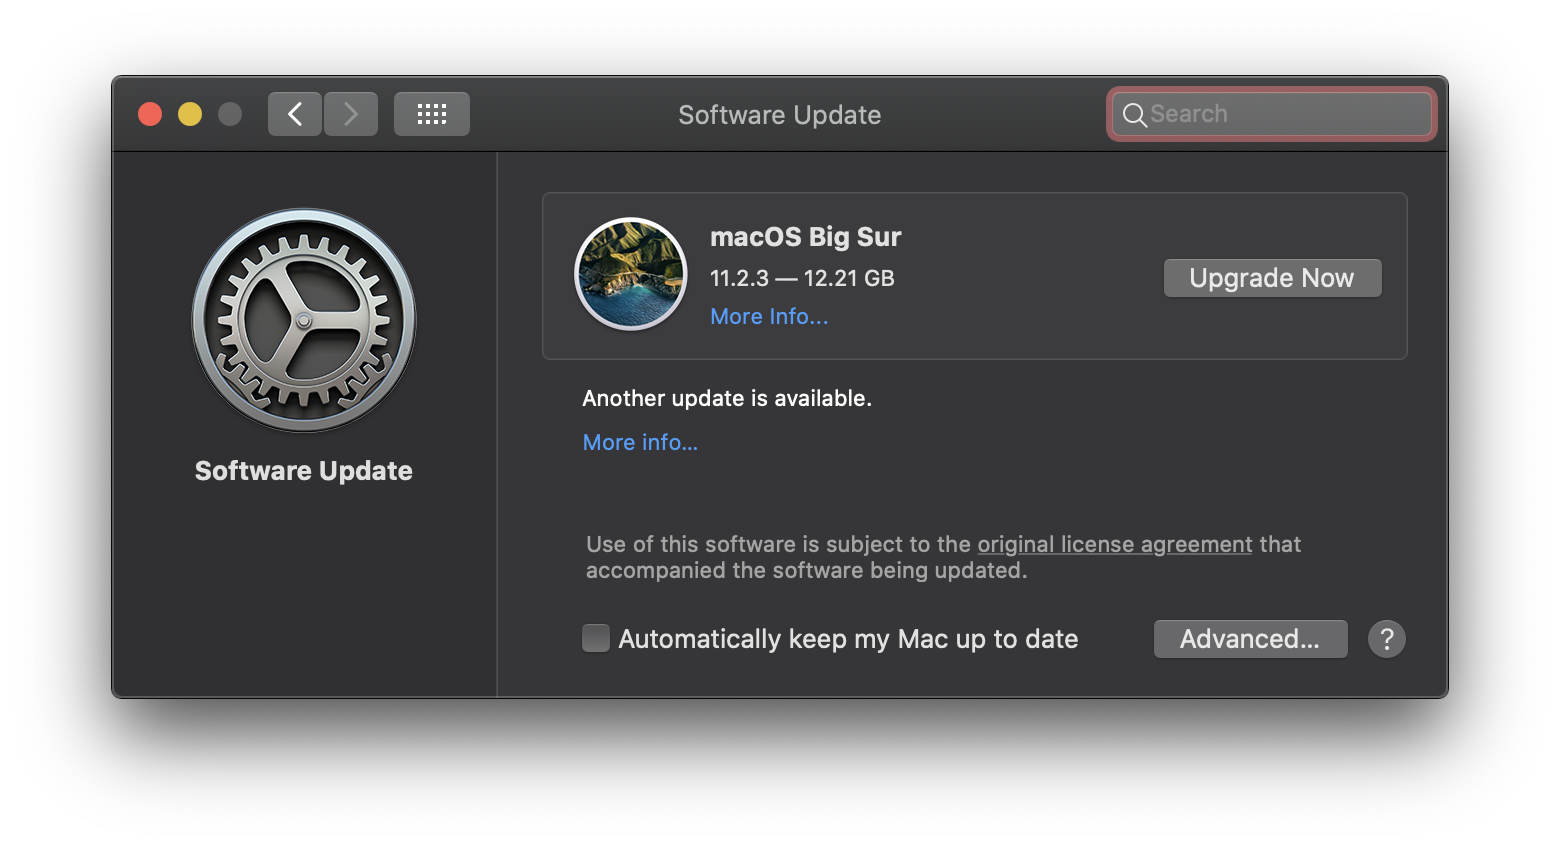 Software Update
Search
Software Update
macOS Big Sur
11.2.3 — 12.21 GB
More Info...
Upgrade Now
Another update is available.
More info...
Use of this software is subject to the original license agreement that
accompanied the software being updated.
Automatically keep my Mac up to date
Advanced...
?